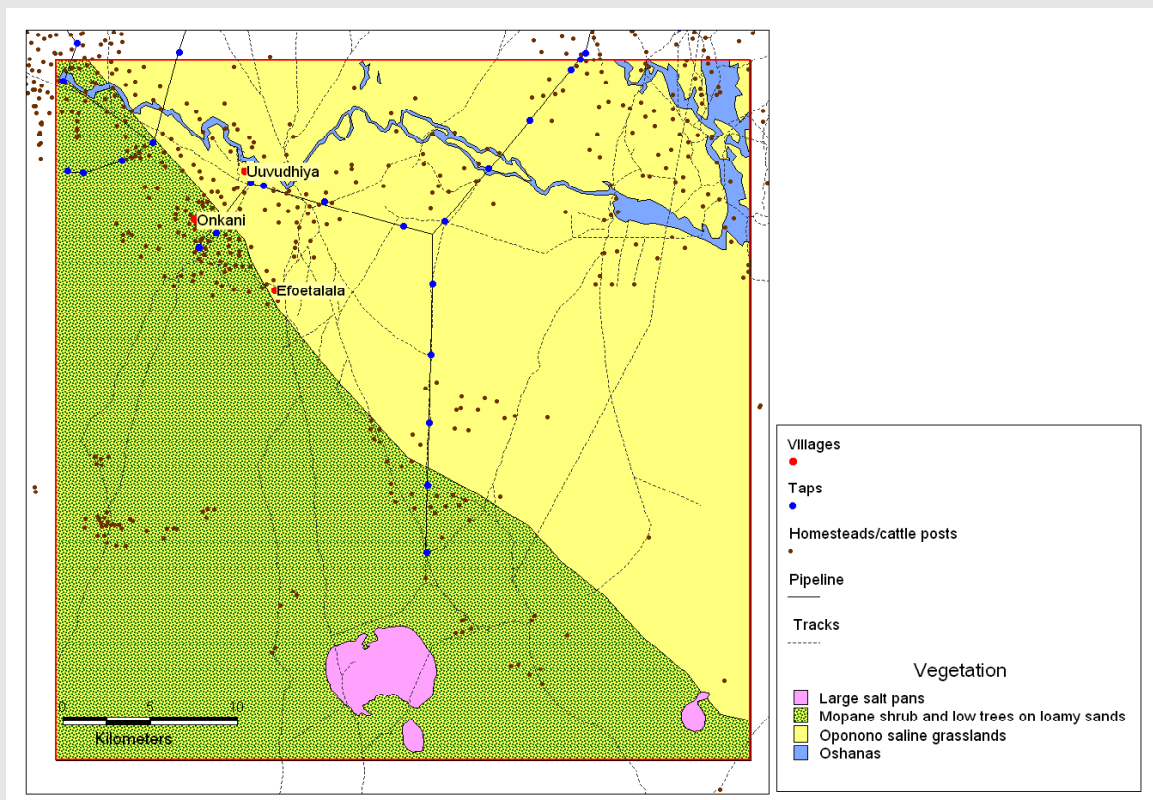 Uuvudhiya
Onkani
Efoetalala
0 5 10
Kilometers
Villages
Taps
Homesteads/cattle posts
Pipeline
Tracks
Vegetation
Large salt pans
Mopane shrub and low trees on loamy sands
Oponono saline grasslands
Oshanas